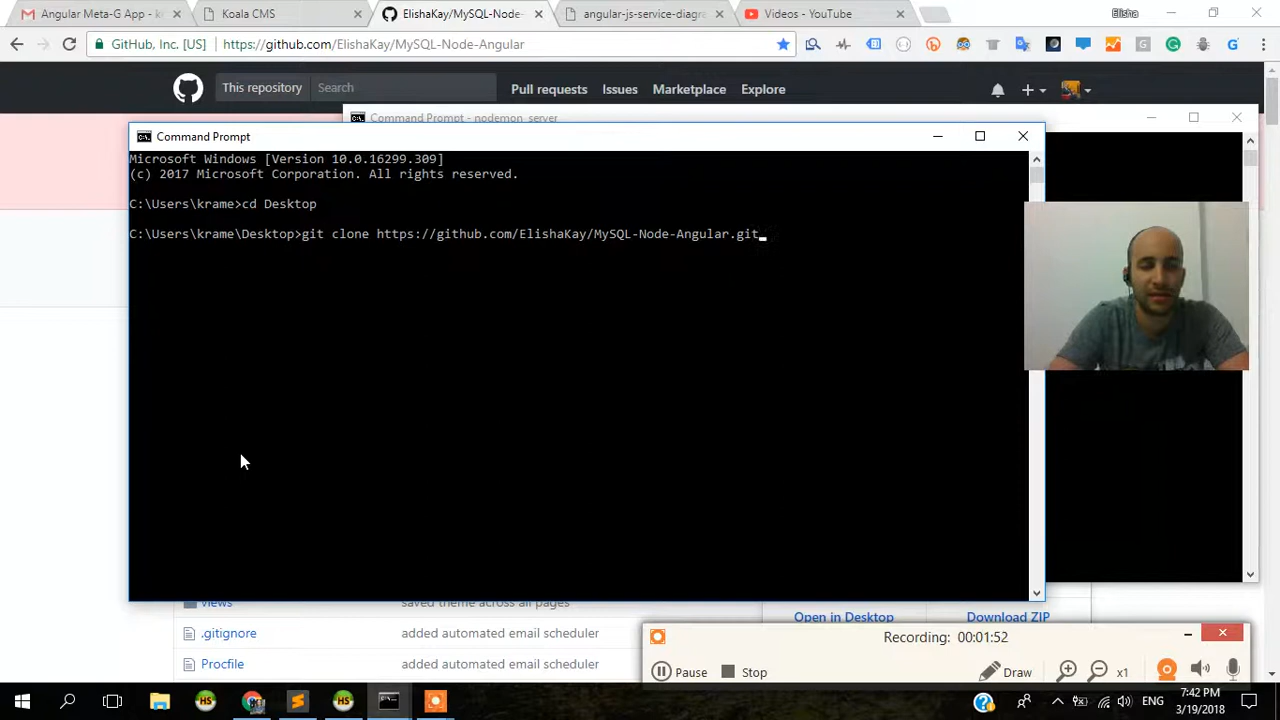 Angular Meta-G App - k
Koala CMS
ElishaKay/MySQL-Node-
angular-js-service-diagra
Videos - YouTube
Elisha
GitHub, Inc. [US]
https://github.com/ElishaKay/MySQL-Node-Angular
This repository
Search
Pull requests
Issues
Marketplace
Explore
Command Prompt - nodemon server
Command Prompt
Microsoft Windows [Version 10.0.16299.309]
(c) 2017 Microsoft Corporation. All rights reserved.
C:\Users\krame>cd Desktop
C:\Users\krame\Desktop>git clone https://github.com/ElishaKay/MySQL-Node-Angular.git
views
saved theme across all pages
Open in Desktop
Download ZIP
.gitignore
added automated email scheduler
Procfile
added automated email scheduler
Recording: 00:01:52
Pause
Stop
Draw
x1
HS
HS
ENG
7:42 PM
3/19/2018